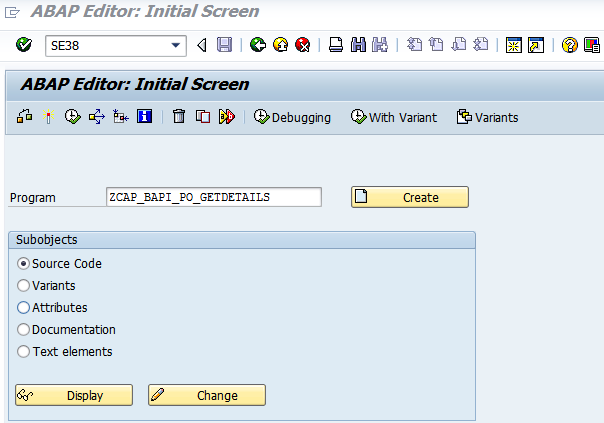 ABAP Editor: Initial Screen
SE38
ABAP Editor: Initial Screen
Debugging With Variant Variants
Program ZCAP_BAPI_PO_GETDETAILS Create
Subobjects
Source Code
Variants
Attributes
Documentation
Text elements
Display Change